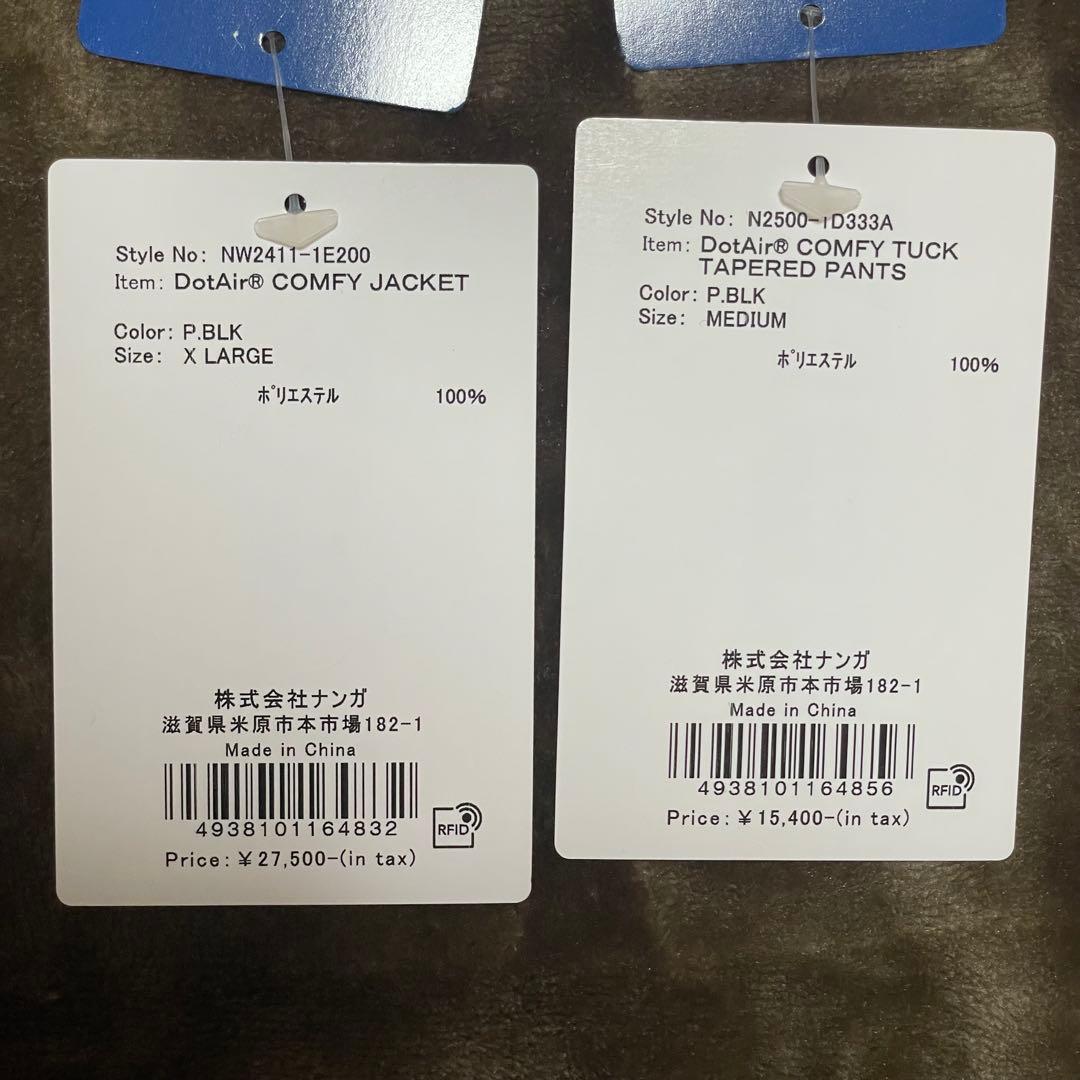 Style No: NW2411-1E200
Item: DotAir® COMFY JACKET
Color: P.BLK
Size: X LARGE
ﾎﾟﾘｴｽﾃﾙ 100%
株式会社ナンガ
滋賀県米原市本市場182-1
Made in China
4938101164832
RFID
Price: ¥27,500-(in tax)
Style No: N2500-1D333A
Item: DotAir® COMFY TUCK
TAPERED PANTS
Color: P.BLK
Size: MEDIUM
ﾎﾟﾘｴｽﾃﾙ 100%
株式会社ナンガ
滋賀県米原市本市場182-1
Made in China
4938101164856
RFID
Price: ¥15,400-(in tax)